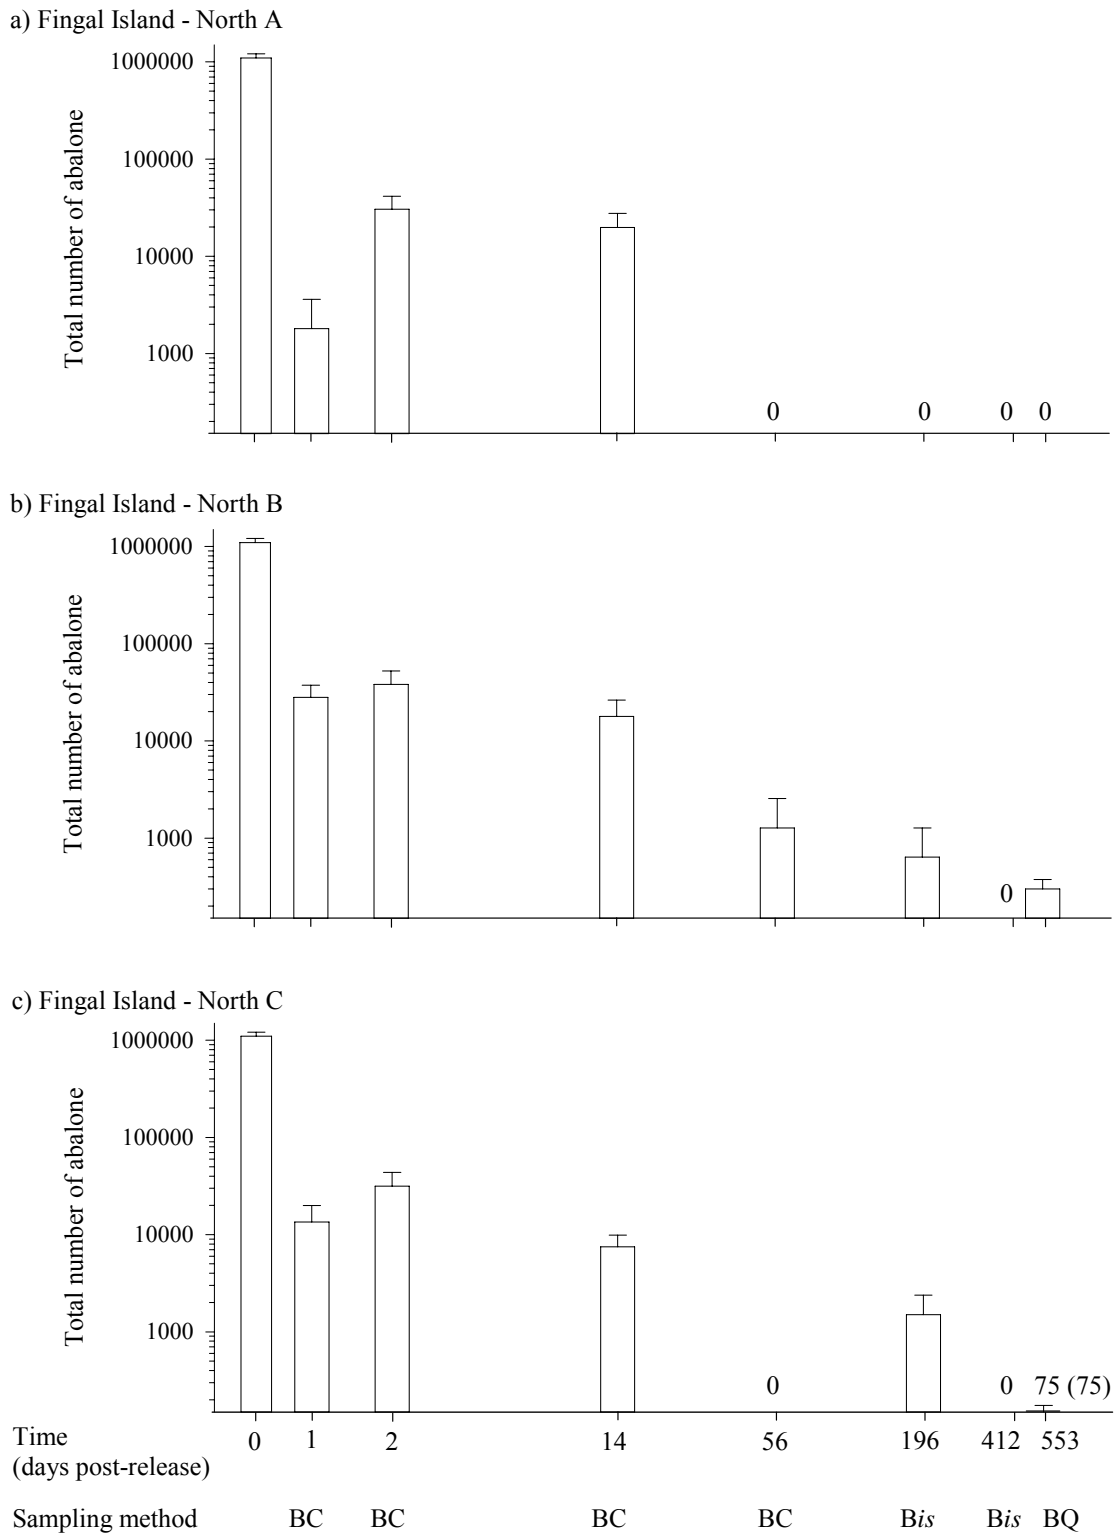 a) Fingal Island - North A
Total number of abalone
1000000
100000
10000
1000
0 0 0 0
b) Fingal Island - North B
Total number of abalone
1000000
100000
10000
1000
0
c) Fingal Island - North C
Total number of abalone
1000000
100000
10000
1000
0 0 75 (75)
Time 0 1 2 14 56 196 412 553
(days post-release)
Sampling method BC BC BC BC Bis Bis BQ